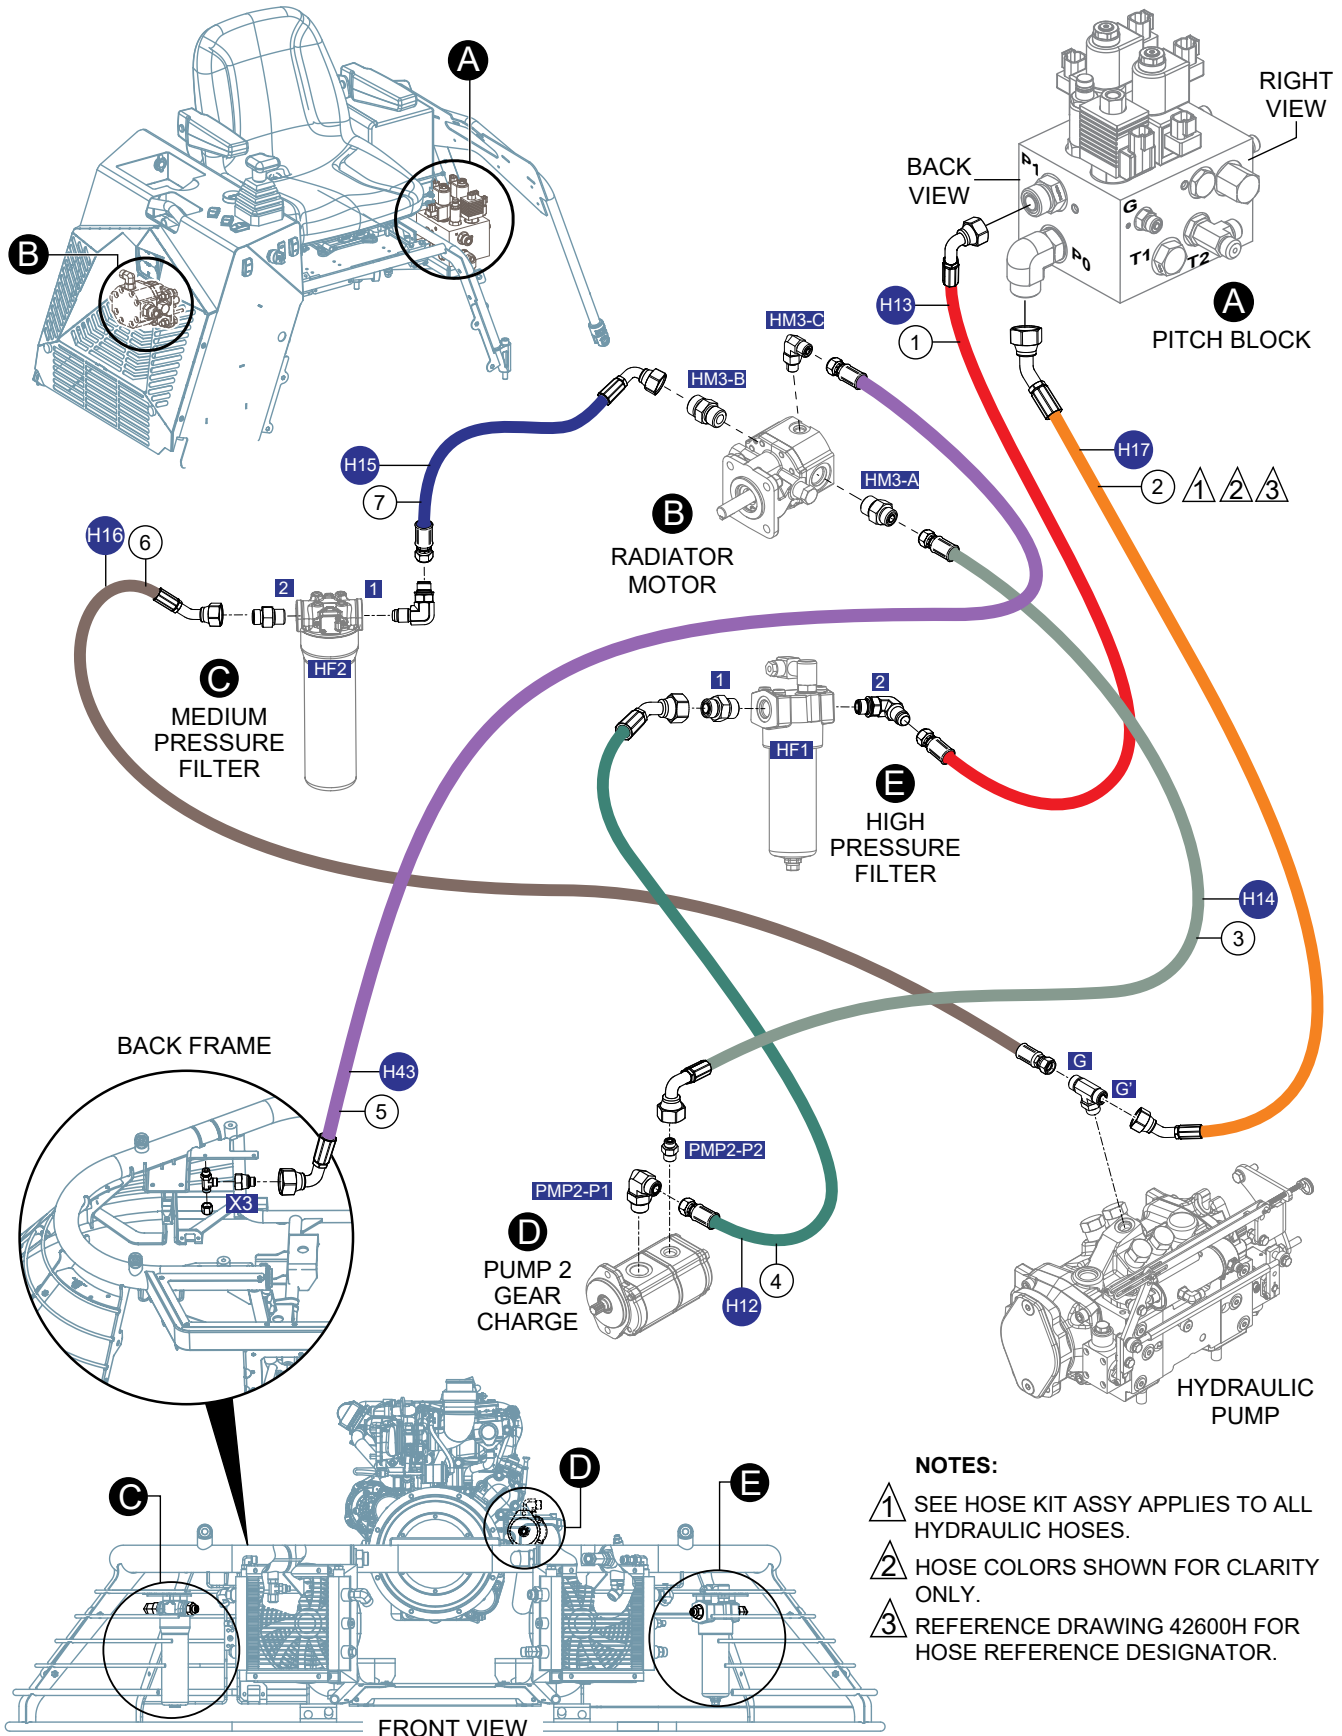 A
B
RIGHT
VIEW
BACK
VIEW
P1
G
P0
T1
T2
A
PITCH BLOCK
H13
1
HM3-C
HM3-B
HM3-A
H17
2
1
2
3
H15
7
B
RADIATOR
MOTOR
H16
6
2
1
HF2
C
MEDIUM
PRESSURE
FILTER
1
2
HF1
E
HIGH
PRESSURE
FILTER
H14
3
BACK FRAME
H43
5
X3
G
G'
PMP2-P2
PMP2-P1
D
PUMP 2
GEAR
CHARGE
4
H12
HYDRAULIC
PUMP
C
D
E
FRONT VIEW
NOTES:
1 SEE HOSE KIT ASSY APPLIES TO ALL
HYDRAULIC HOSES.
2 HOSE COLORS SHOWN FOR CLARITY
ONLY.
3 REFERENCE DRAWING 42600H FOR
HOSE REFERENCE DESIGNATOR.